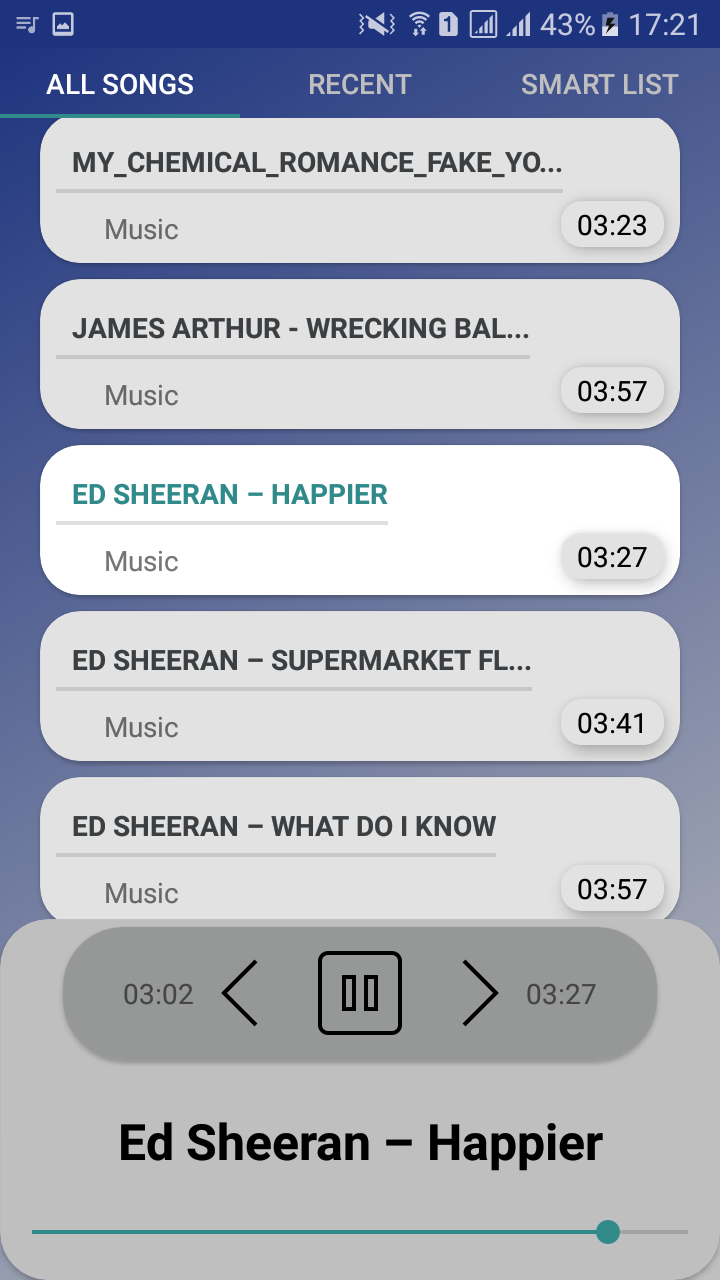 1 43% 17:21
ALL SONGS RECENT SMART LIST
MY_CHEMICAL_ROMANCE_FAKE_YO...
Music 03:23
JAMES ARTHUR - WRECKING BAL...
Music 03:57
ED SHEERAN – HAPPIER
Music 03:27
ED SHEERAN – SUPERMARKET FL...
Music 03:41
ED SHEERAN – WHAT DO I KNOW
Music 03:57
03:02 03:27
Ed Sheeran – Happier